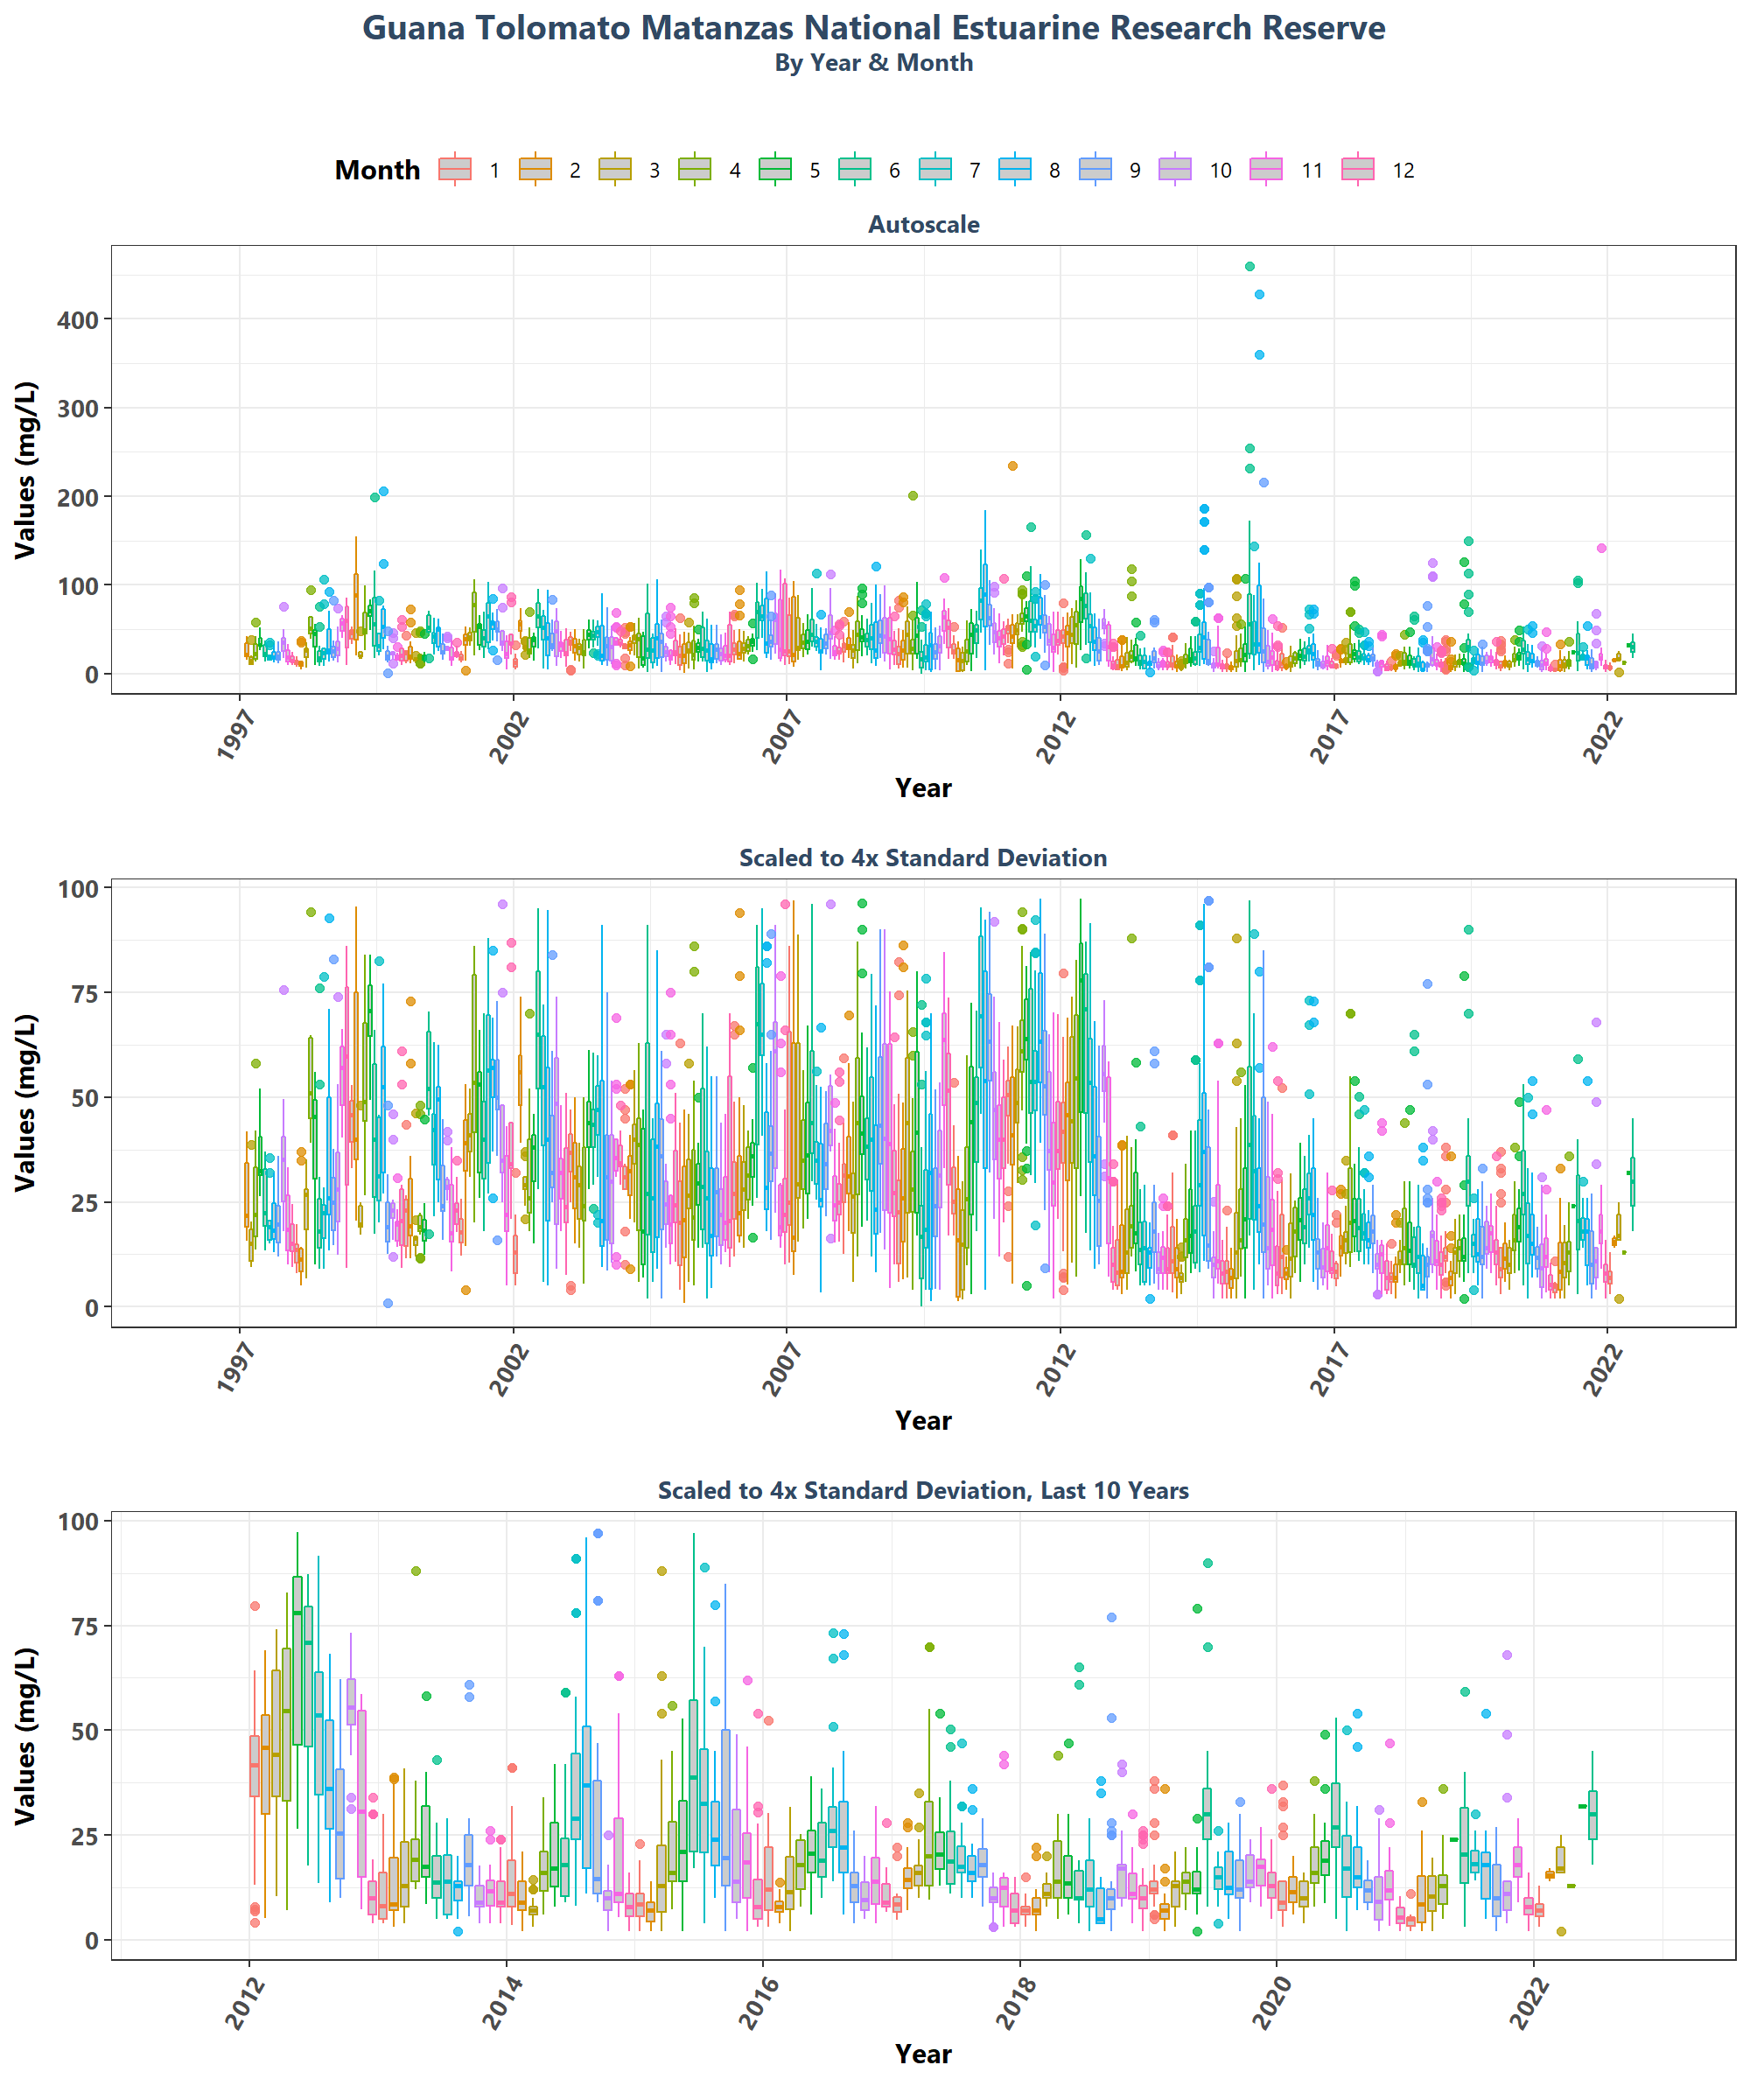 Guana Tolomato Matanzas National Estuarine Research Reserve
By Year & Month
Month 1 2 3 4 5 6 7 8 9 10 11 12
Autoscale
Values (mg/L)
400
300
200
100
0
1997 2002 2007 2012 2017 2022
Year
Scaled to 4x Standard Deviation
Values (mg/L)
100
75
50
25
0
1997 2002 2007 2012 2017 2022
Year
Scaled to 4x Standard Deviation, Last 10 Years
Values (mg/L)
100
75
50
25
0
2012 2014 2016 2018 2020 2022
Year